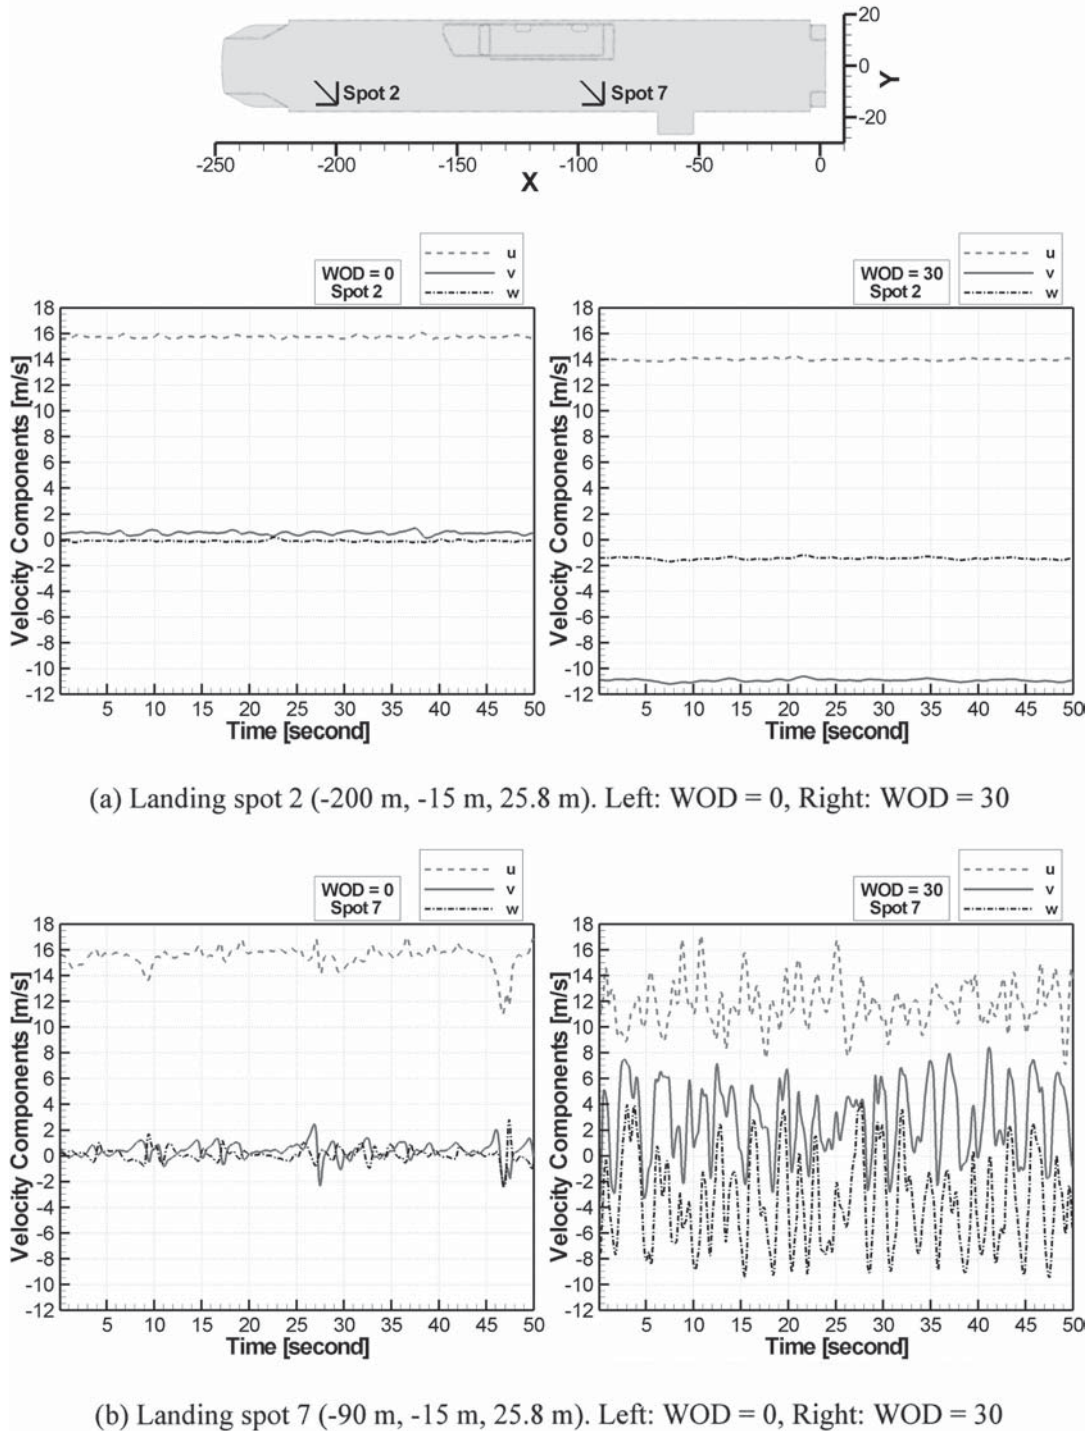 20
0
-20
Y
Spot 2
Spot 7
-250 -200 -150 -100 -50 0
X
WOD = 0
Spot 2
u
v
w
18
16
14
12
10
8
6
4
2
0
-2
-4
-6
-8
-10
-12
Velocity Components [m/s]
5 10 15 20 25 30 35 40 45 50
Time [second]
WOD = 30
Spot 2
u
v
w
18
16
14
12
10
8
6
4
2
0
-2
-4
-6
-8
-10
-12
Velocity Components [m/s]
5 10 15 20 25 30 35 40 45 50
Time [second]
(a) Landing spot 2 (-200 m, -15 m, 25.8 m). Left: WOD = 0, Right: WOD = 30
WOD = 0
Spot 7
u
v
w
18
16
14
12
10
8
6
4
2
0
-2
-4
-6
-8
-10
-12
Velocity Components [m/s]
5 10 15 20 25 30 35 40 45 50
Time [second]
WOD = 30
Spot 7
u
v
w
18
16
14
12
10
8
6
4
2
0
-2
-4
-6
-8
-10
-12
Velocity Components [m/s]
5 10 15 20 25 30 35 40 45 50
Time [second]
(b) Landing spot 7 (-90 m, -15 m, 25.8 m). Left: WOD = 0, Right: WOD = 30